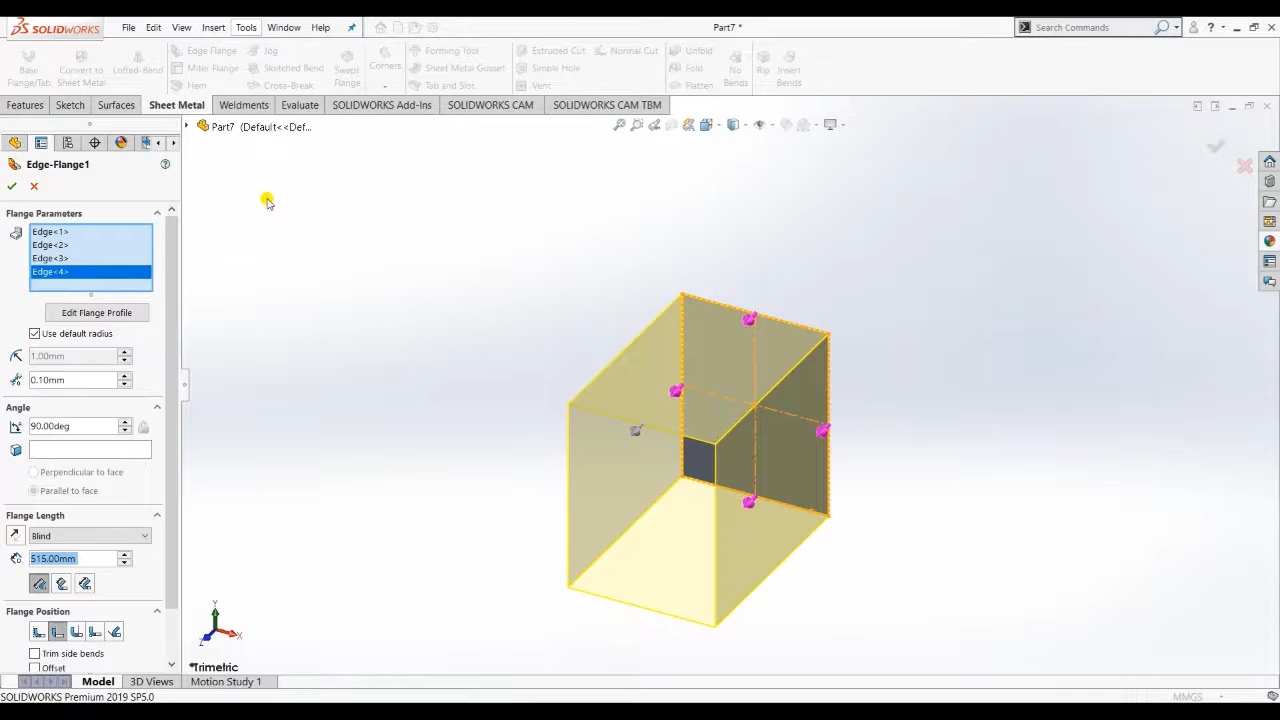 SOLIDWORKS File Edit View Insert Tools Window Help Part7 * Search Commands ?
Base Flange/Tab Convert to Sheet Metal Lofted-Bend Edge Flange Miter Flange Hem Jog Sketched Bend Cross-Break Swept Flange Corners Forming Tool Sheet Metal Gusset Tab and Slot Extruded Cut Simple Hole Vent Normal Cut Unfold Fold Flatten No Bends Rip Insert Bends
Features Sketch Surfaces Sheet Metal Weldments Evaluate SOLIDWORKS Add-Ins SOLIDWORKS CAM SOLIDWORKS CAM TBM
Part7 (Default<<Def...
Edge-Flange1
Flange Parameters
Edge<1>
Edge<2>
Edge<3>
Edge<4>
Edit Flange Profile
Use default radius
1.00mm
0.10mm
Angle
90.00deg
Perpendicular to face
Parallel to face
Flange Length
Blind
515.00mm
Flange Position
Trim side bends
Offset
Y
X
Z
*Trimetric
Model 3D Views Motion Study 1
SOLIDWORKS Premium 2019 SP5.0 MMGS